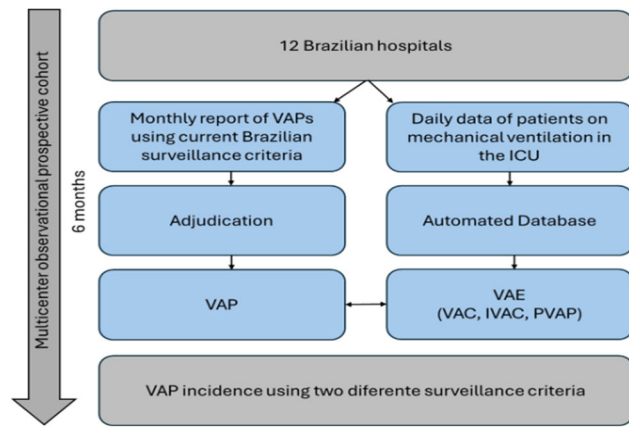 Multicenter observational prospective cohort
6 months
12 Brazilian hospitals
Monthly report of VAPs
using current Brazilian
surveillance criteria
Daily data of patients on
mechanical ventilation in
the ICU
Adjudication
Automated Database
VAP
VAE
(VAC, IVAC, PVAP)
VAP incidence using two diferente surveillance criteria